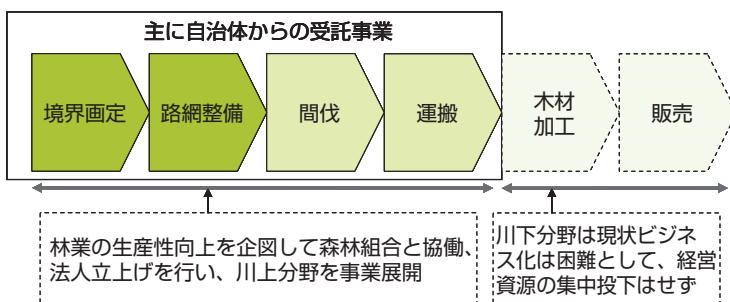 主に自治体からの受託事業
境界画定
路網整備
間伐
運搬
木材
加工
販売
林業の生産性向上を企図して森林組合と協働、
法人立上げを行い、川上分野を事業展開
川下分野は現状ビジネ
ス化は困難として、経営
資源の集中投下はせず